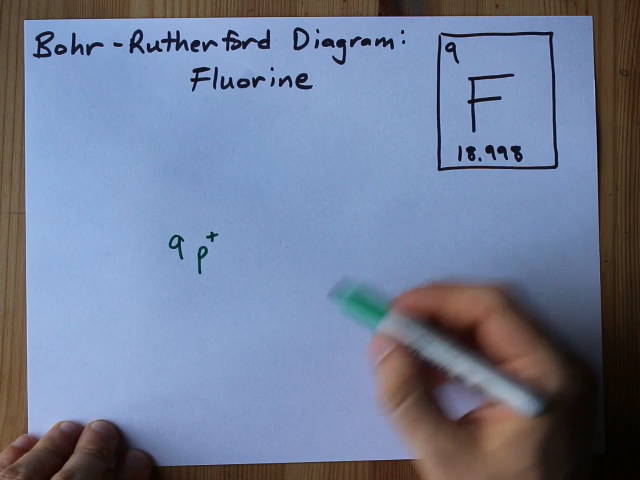 Bohr-Rutherford Diagram:
Fluorine
9
F
18.998
9 p+